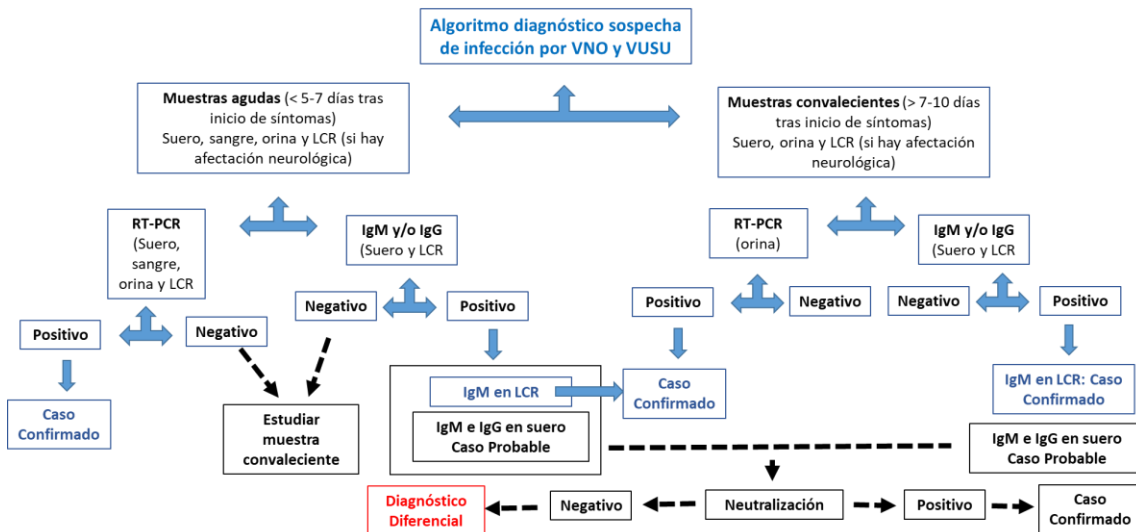 Algoritmo diagnóstico sospecha
de infección por VNO y VUSU
Muestras agudas (< 5-7 días tras
inicio de síntomas)
Suero, sangre, orina y LCR (si hay
afectación neurológica)
Muestras convalecientes (> 7-10 días
tras inicio de síntomas)
Suero, orina y LCR (si hay afectación
neurológica)
RT-PCR
(Suero,
sangre,
orina y LCR)
IgM y/o IgG
(Suero y LCR)
RT-PCR
(orina)
IgM y/o IgG
(Suero y LCR)
Positivo
Negativo
Negativo
Positivo
Positivo
Negativo
Negativo
Positivo
Caso
Confirmado
Estudiar
muestra
convaleciente
IgM en LCR
IgM e IgG en suero
Caso Probable
Caso
Confirmado
IgM en LCR: Caso
Confirmado
IgM e IgG en suero
Caso Probable
Diagnóstico
Diferencial
Negativo
Neutralización
Positivo
Caso
Confirmado